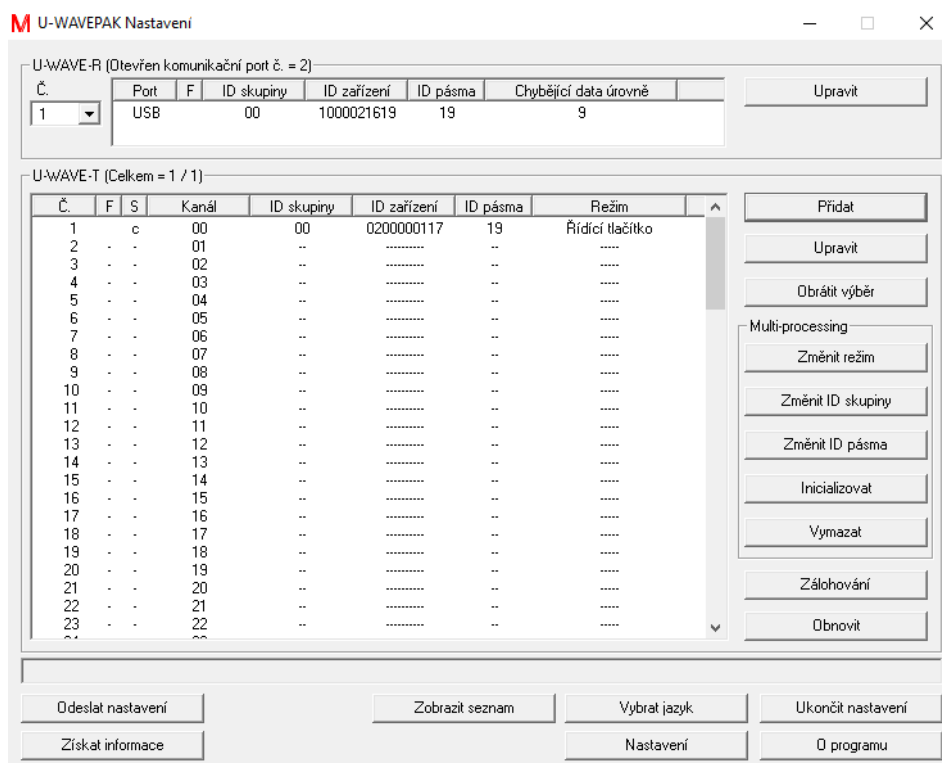 U-WAVEPAK Nastavení
U-WAVE-R (Otevřen komunikační port č. = 2)
Č.
Port F ID skupiny ID zařízení ID pásma Chybějící data úrovně
Upravit
1
USB 00 1000021619 19 9
U-WAVE-T (Celkem = 1 / 1)
Č. F S Kanál ID skupiny ID zařízení ID pásma Režim
1 c 00 00 0200000117 19 Řídící tlačítko
2 - - 01 -- ---------- -- -----
3 - - 02 -- ---------- -- -----
4 - - 03 -- ---------- -- -----
5 - - 04 -- ---------- -- -----
6 - - 05 -- ---------- -- -----
7 - - 06 -- ---------- -- -----
8 - - 07 -- ---------- -- -----
9 - - 08 -- ---------- -- -----
10 - - 09 -- ---------- -- -----
11 - - 10 -- ---------- -- -----
12 - - 11 -- ---------- -- -----
13 - - 12 -- ---------- -- -----
14 - - 13 -- ---------- -- -----
15 - - 14 -- ---------- -- -----
16 - - 15 -- ---------- -- -----
17 - - 16 -- ---------- -- -----
18 - - 17 -- ---------- -- -----
19 - - 18 -- ---------- -- -----
20 - - 19 -- ---------- -- -----
21 - - 20 -- ---------- -- -----
22 - - 21 -- ---------- -- -----
23 - - 22 -- ---------- -- -----
Přidat
Upravit
Obrátit výběr
Multi-processing
Změnit režim
Změnit ID skupiny
Změnit ID pásma
Inicializovat
Vymazat
Zálohování
Obnovit
Odeslat nastavení
Zobrazit seznam
Vybrat jazyk
Ukončit nastavení
Získat informace
Nastavení
O programu